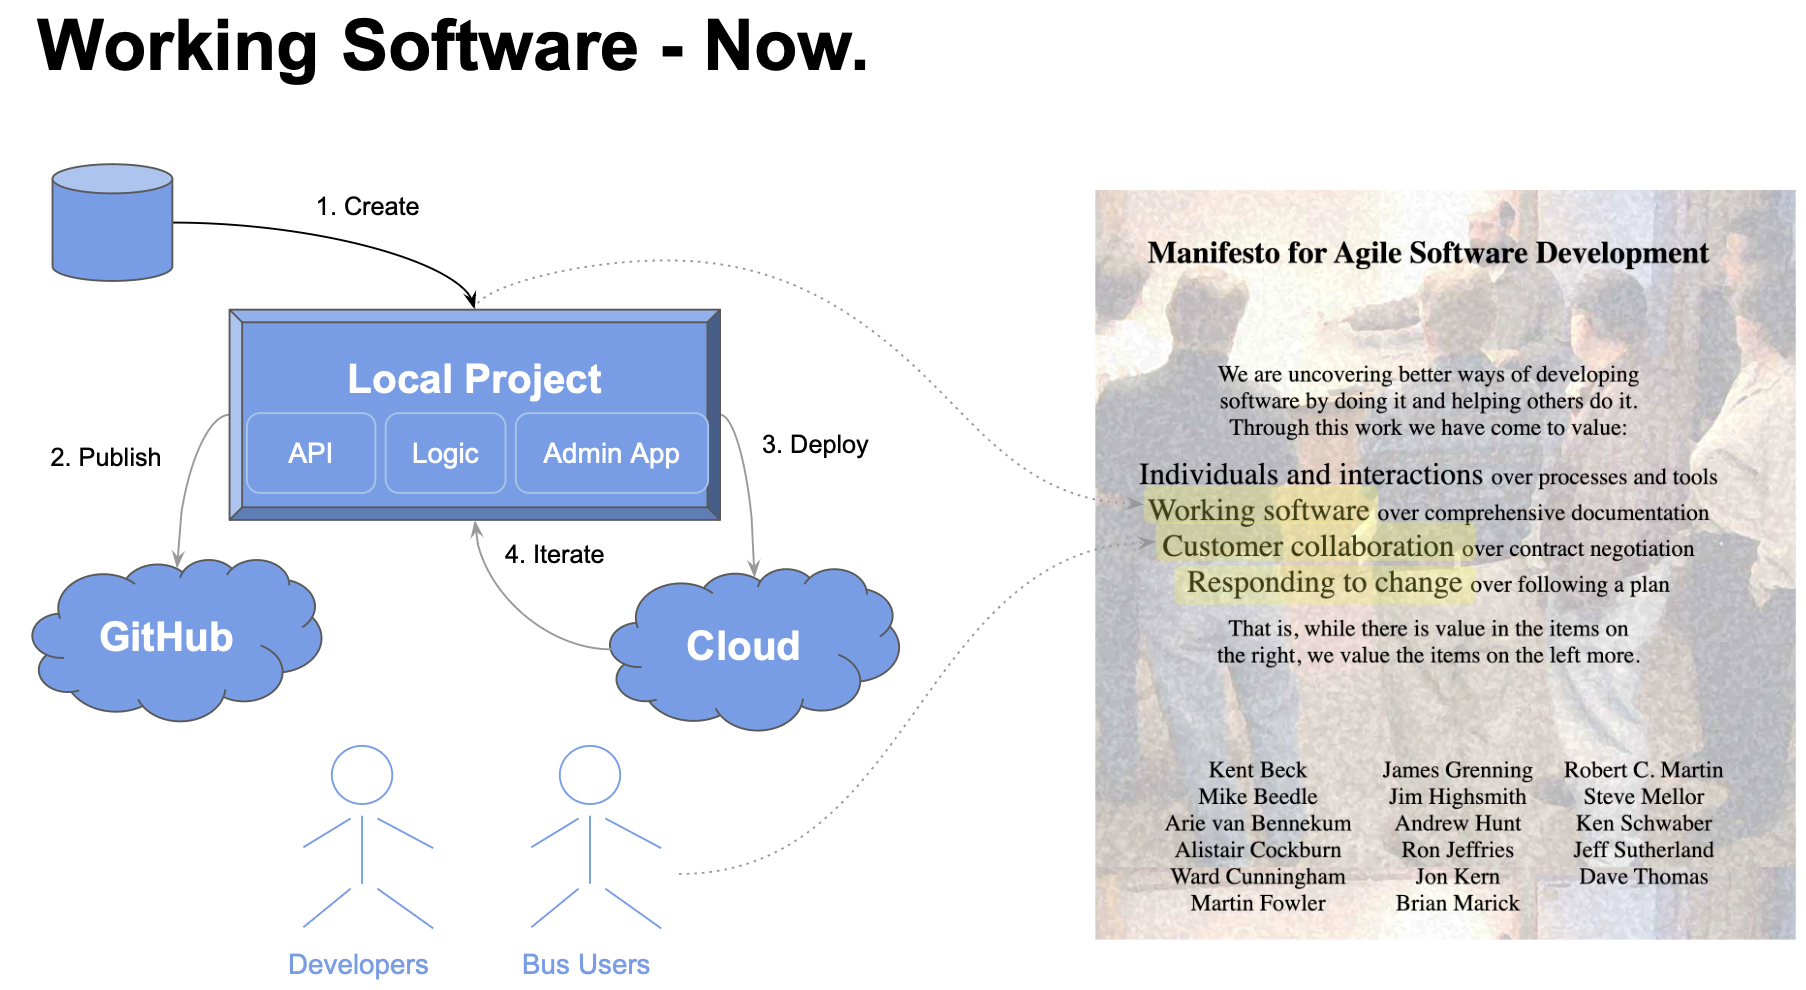 Working Software - Now.
1. Create
Local Project
API
Logic
Admin App
2. Publish
3. Deploy
4. Iterate
GitHub
Cloud
Developers
Bus Users
Manifesto for Agile Software Development
We are uncovering better ways of developing
software by doing it and helping others do it.
Through this work we have come to value:
Individuals and interactions over processes and tools
Working software over comprehensive documentation
Customer collaboration over contract negotiation
Responding to change over following a plan
That is, while there is value in the items on
the right, we value the items on the left more.
Kent Beck
Mike Beedle
Arie van Bennekum
Alistair Cockburn
Ward Cunningham
Martin Fowler
James Grenning
Jim Highsmith
Andrew Hunt
Ron Jeffries
Jon Kern
Brian Marick
Robert C. Martin
Steve Mellor
Ken Schwaber
Jeff Sutherland
Dave Thomas